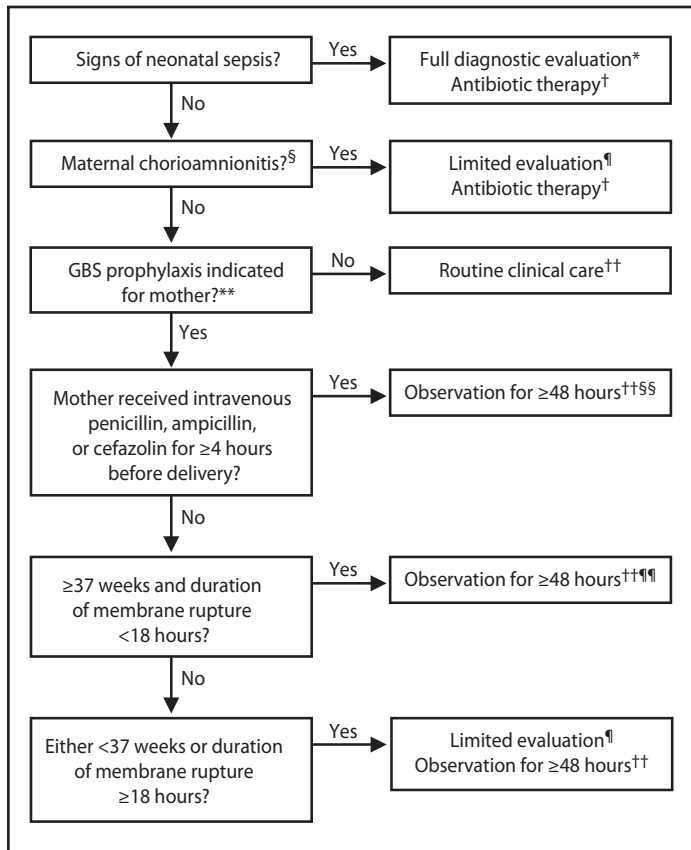 Signs of neonatal sepsis?
Yes
Full diagnostic evaluation*
Antibiotic therapy†
No
Maternal chorioamnionitis?§
Yes
Limited evaluation¶
Antibiotic therapy†
No
GBS prophylaxis indicated
for mother?**
No
Routine clinical care††
Yes
Mother received intravenous
penicillin, ampicillin,
or cefazolin for ≥4 hours
before delivery?
Yes
Observation for ≥48 hours††§§
No
≥37 weeks and duration
of membrane rupture
<18 hours?
Yes
Observation for ≥48 hours††¶¶
No
Either <37 weeks or duration
of membrane rupture
≥18 hours?
Yes
Limited evaluation¶
Observation for ≥48 hours††